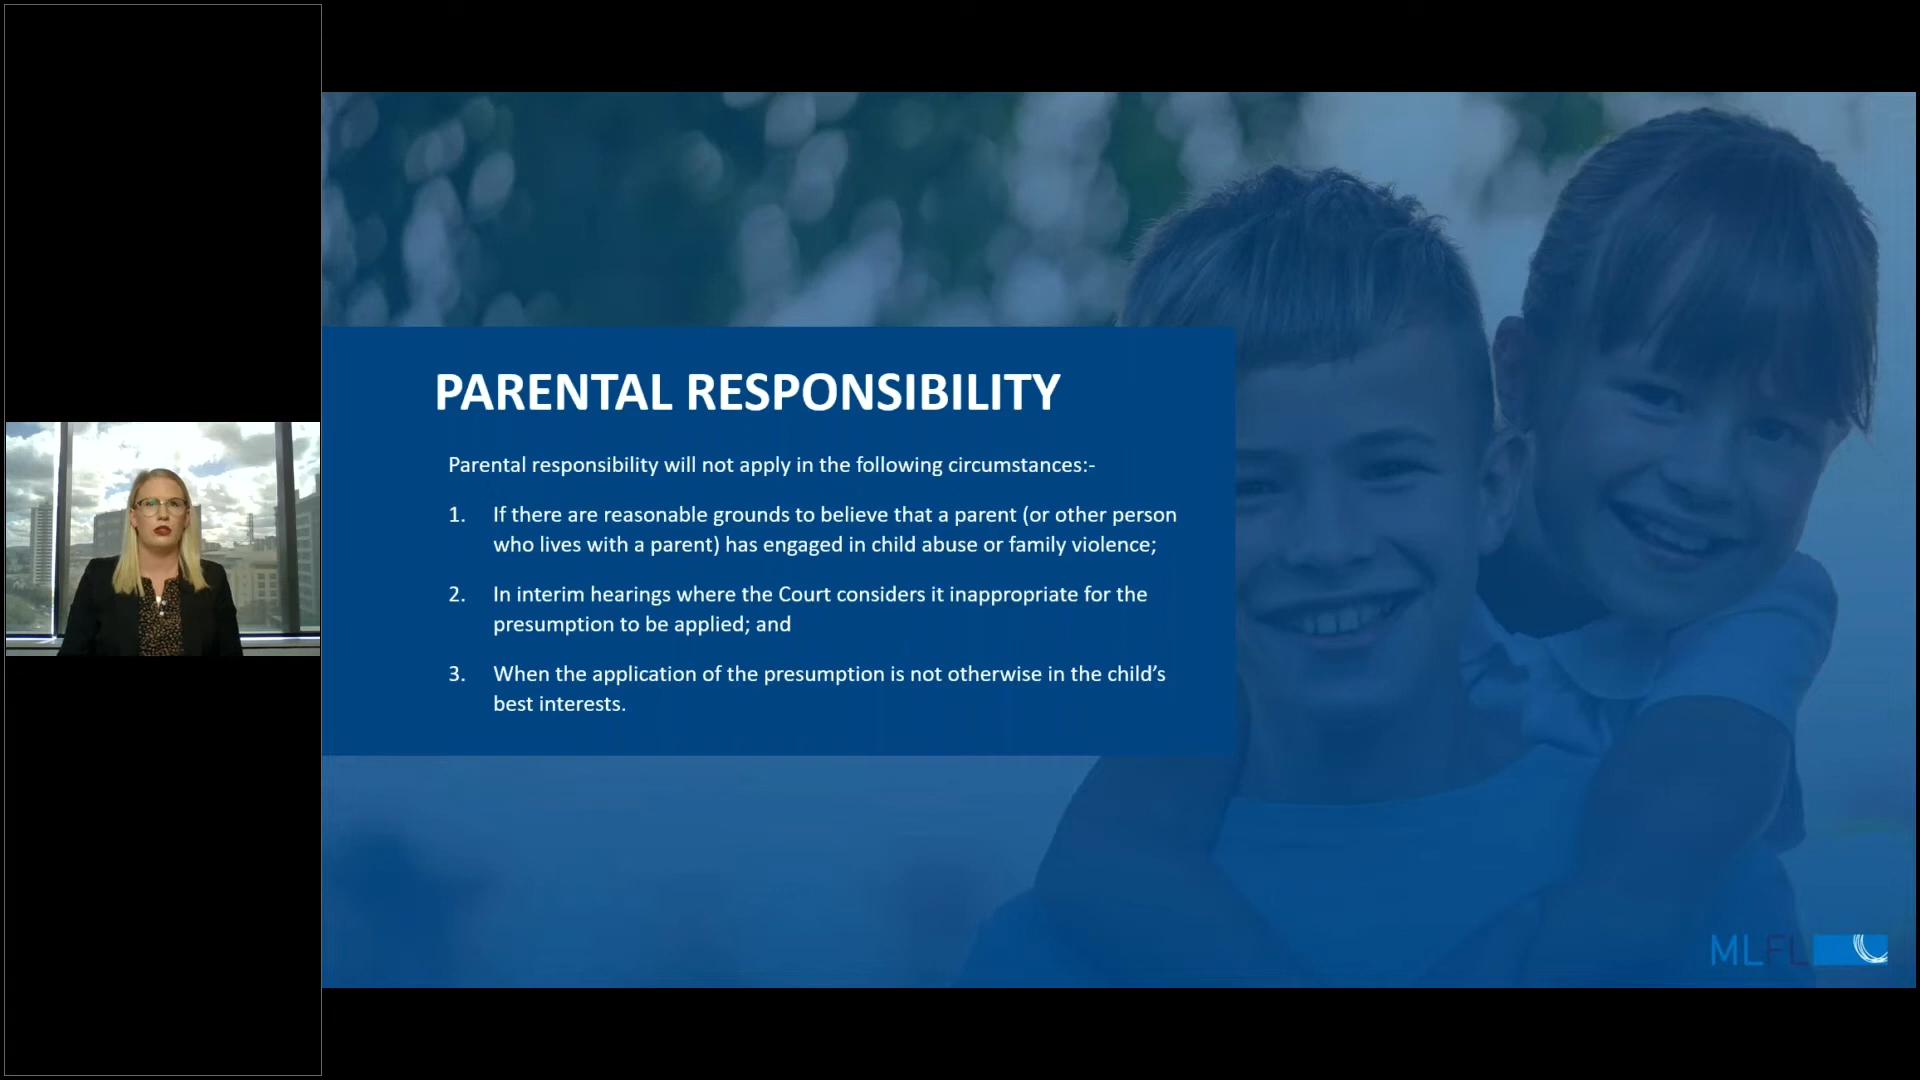 PARENTAL RESPONSIBILITY
Parental responsibility will not apply in the following circumstances:-
1. If there are reasonable grounds to believe that a parent (or other person
who lives with a parent) has engaged in child abuse or family violence;
2. In interim hearings where the Court considers it inappropriate for the
presumption to be applied; and
3. When the application of the presumption is not otherwise in the child’s
best interests.
MLFL